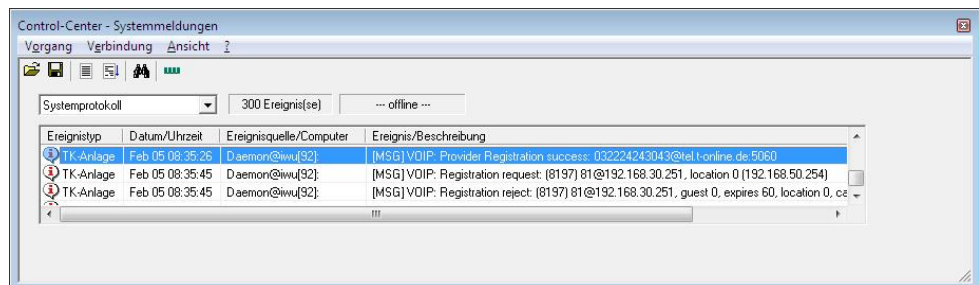 Control-Center - Systemmeldungen
Vorgang Verbindung Ansicht ?
Systemprotokoll 300 Ereignis(se) --- offline ---
Ereignistyp Datum/Uhrzeit Ereignisquelle/Computer Ereignis/Beschreibung
TK-Anlage Feb 05 08:35:26 Daemon@iwu[92]: [MSG] VOIP: Provider Registration success: 032224243043@tel.t-online.de:5060
TK-Anlage Feb 05 08:35:45 Daemon@iwu[92]: [MSG] VOIP: Registration request: (8197) 81@192.168.30.251, location 0 (192.168.50.254)
TK-Anlage Feb 05 08:35:45 Daemon@iwu[92]: [MSG] VOIP: Registration reject: (8197) 81@192.168.30.251, guest 0, expires 60, location 0, ca